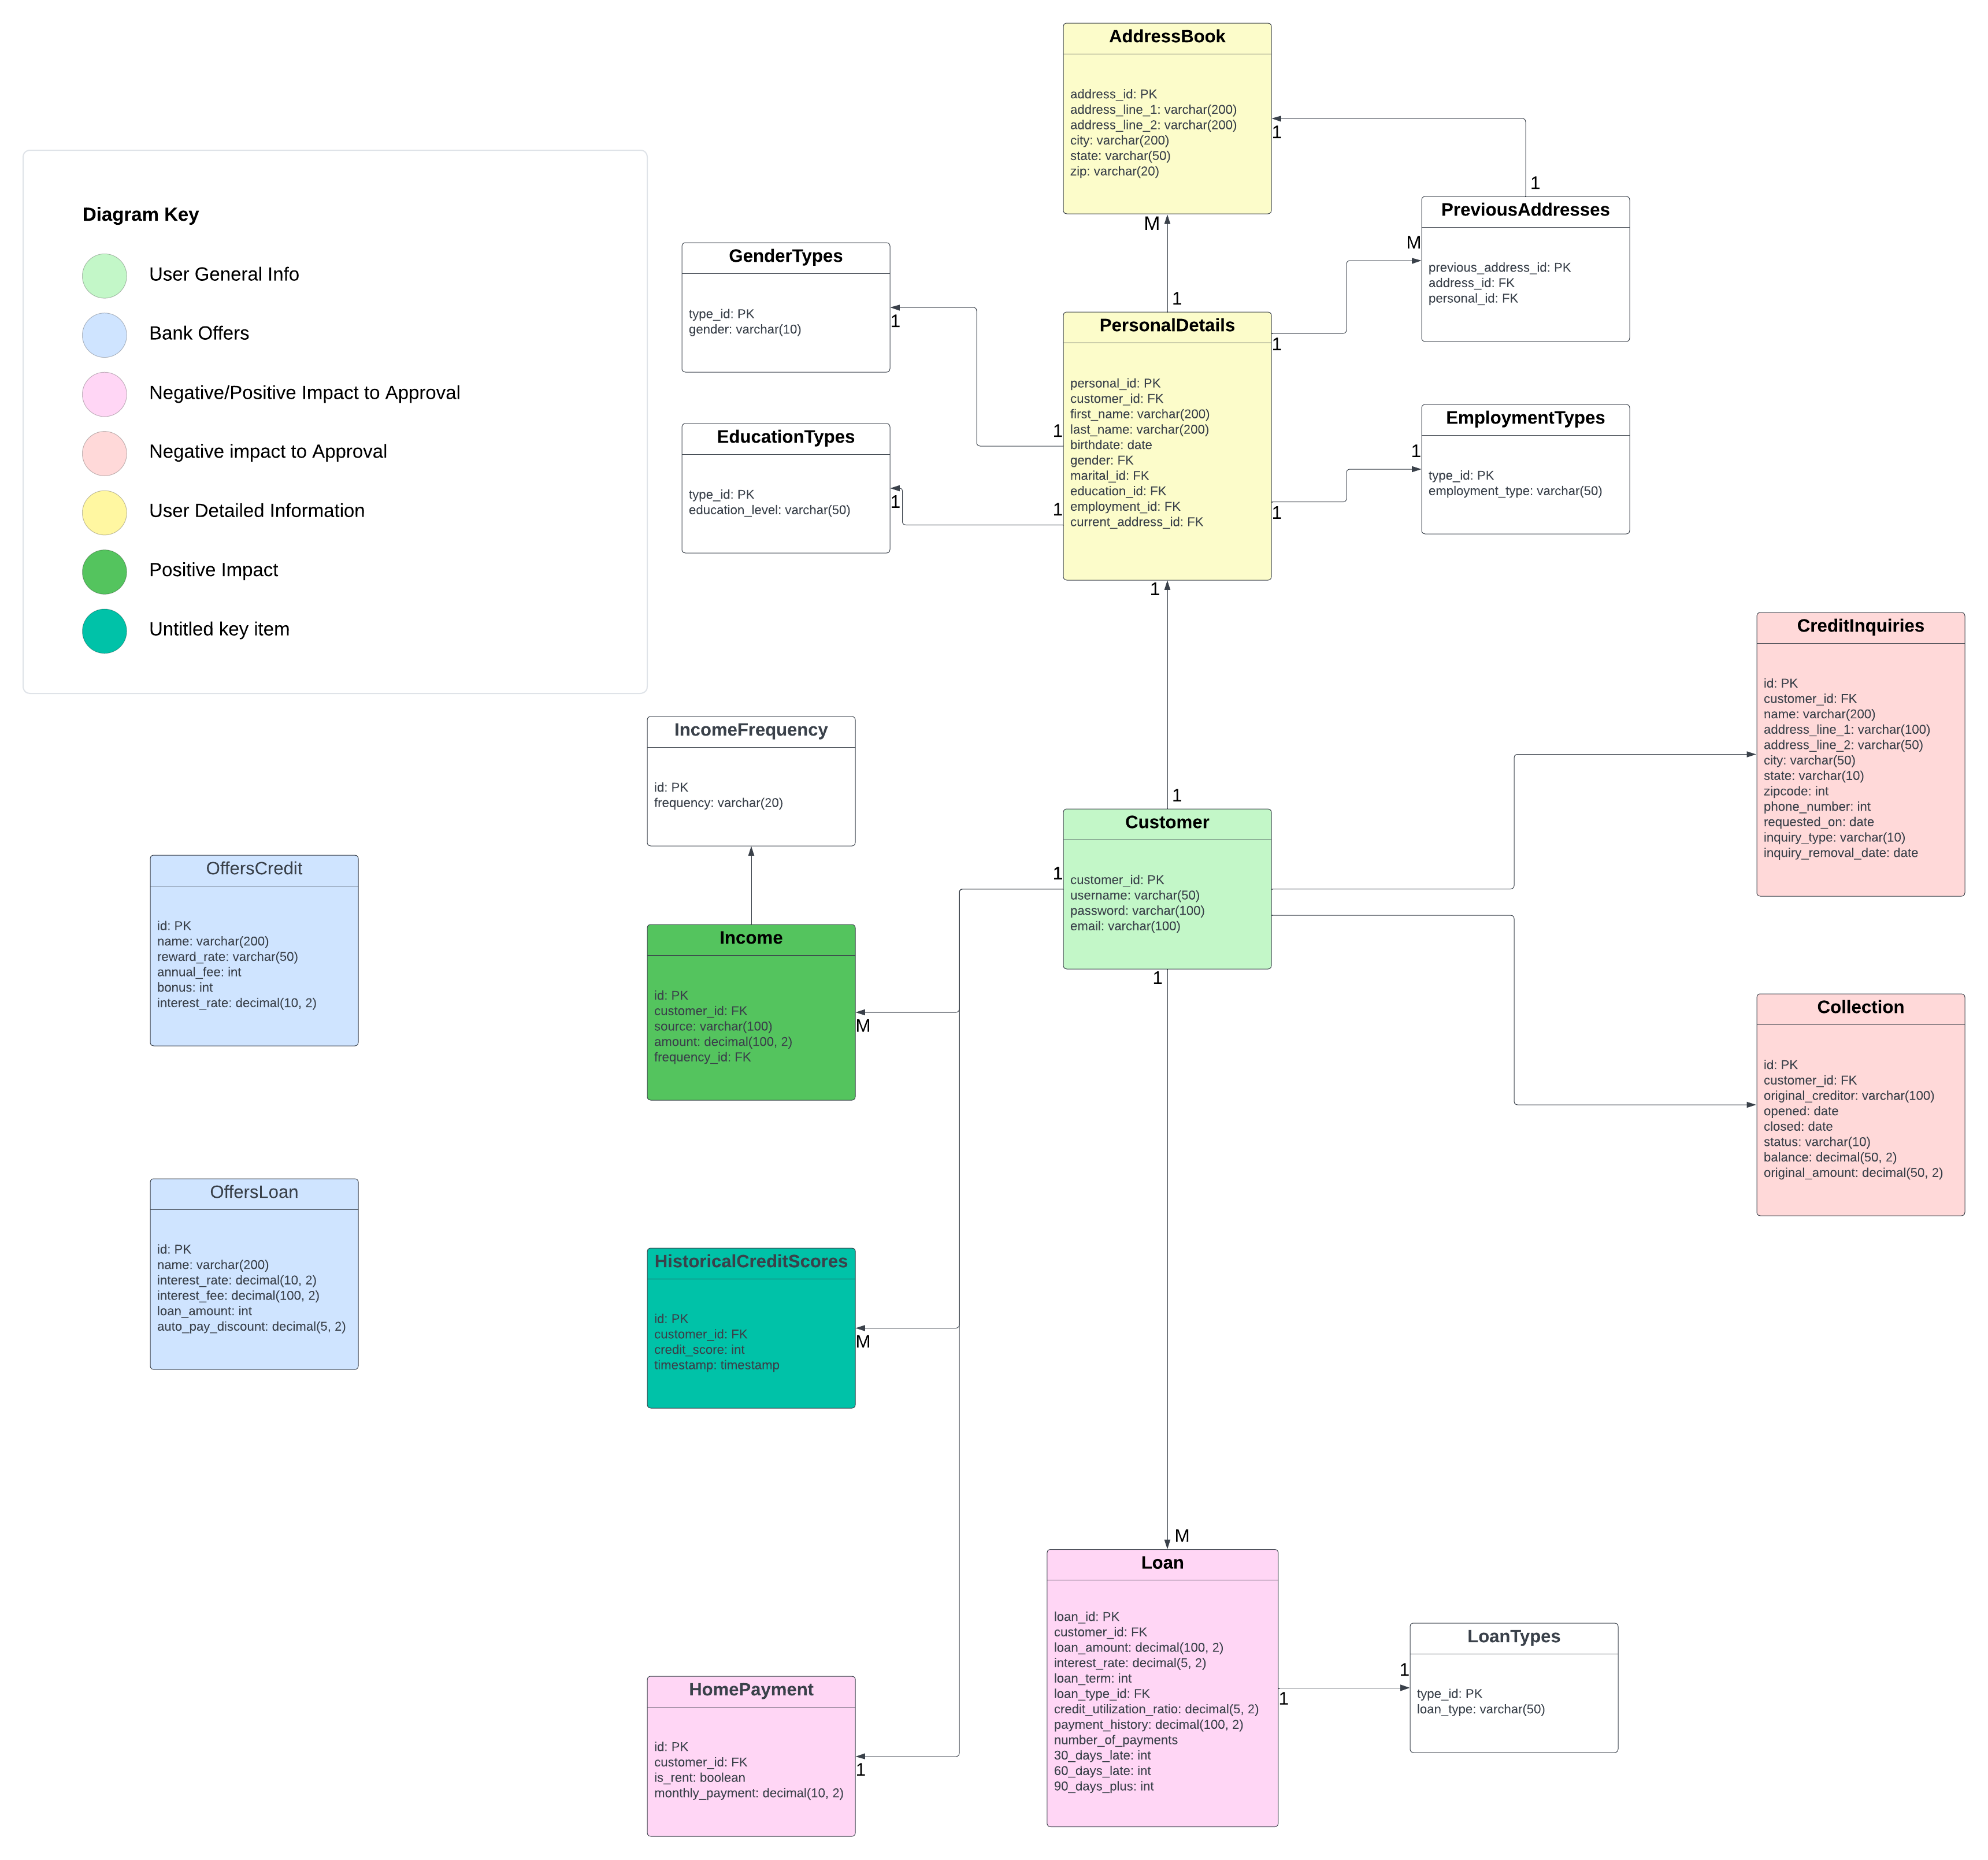 AddressBook
address_id: PK
address_line_1: varchar(200)
address_line_2: varchar(200)
city: varchar(200)
state: varchar(50)
zip: varchar(20)
1
1
M
1
Diagram Key
User General Info
Bank Offers
Negative/Positive Impact to Approval
Negative impact to Approval
User Detailed Information
Positive Impact
Untitled key item
PreviousAddresses
previous_address_id: PK
address_id: FK
personal_id: FK
M
1
GenderTypes
type_id: PK
gender: varchar(10)
1
1
EducationTypes
type_id: PK
education_level: varchar(50)
1
1
PersonalDetails
personal_id: PK
customer_id: FK
first_name: varchar(200)
last_name: varchar(200)
birthdate: date
gender: FK
marital_id: FK
education_id: FK
employment_id: FK
current_address_id: FK
EmploymentTypes
type_id: PK
employment_type: varchar(50)
1
1
1
1
CreditInquiries
id: PK
customer_id: FK
name: varchar(200)
address_line_1: varchar(100)
address_line_2: varchar(50)
city: varchar(50)
state: varchar(10)
zipcode: int
phone_number: int
requested_on: date
inquiry_type: varchar(10)
inquiry_removal_date: date
IncomeFrequency
id: PK
frequency: varchar(20)
Customer
customer_id: PK
username: varchar(50)
password: varchar(100)
email: varchar(100)
1
1
OffersCredit
id: PK
name: varchar(200)
reward_rate: varchar(50)
annual_fee: int
bonus: int
interest_rate: decimal(10, 2)
Income
id: PK
customer_id: FK
source: varchar(100)
amount: decimal(100, 2)
frequency_id: FK
M
Collection
id: PK
customer_id: FK
original_creditor: varchar(100)
opened: date
closed: date
status: varchar(10)
balance: decimal(50, 2)
original_amount: decimal(50, 2)
OffersLoan
id: PK
name: varchar(200)
interest_rate: decimal(10, 2)
interest_fee: decimal(100, 2)
loan_amount: int
auto_pay_discount: decimal(5, 2)
HistoricalCreditScores
id: PK
customer_id: FK
credit_score: int
timestamp: timestamp
M
M
Loan
loan_id: PK
customer_id: FK
loan_amount: decimal(100, 2)
interest_rate: decimal(5, 2)
loan_term: int
loan_type_id: FK
credit_utilization_ratio: decimal(5, 2)
payment_history: decimal(100, 2)
number_of_payments
30_days_late: int
60_days_late: int
90_days_plus: int
1
1
LoanTypes
type_id: PK
loan_type: varchar(50)
HomePayment
id: PK
customer_id: FK
is_rent: boolean
monthly_payment: decimal(10, 2)
1